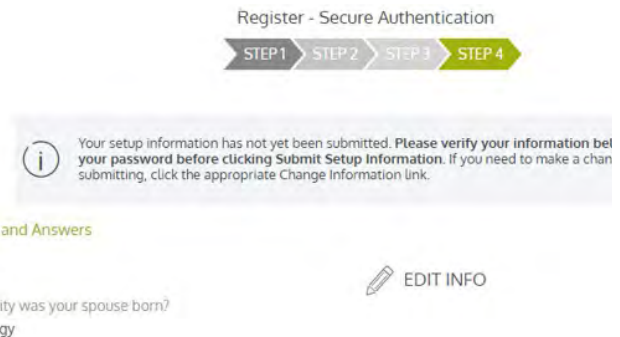 Register - Secure Authentication
STEP 1 STEP 2 STEP 3 STEP 4
Your setup information has not yet been submitted. Please verify your information bel
your password before clicking Submit Setup Information. If you need to make a chan
submitting, click the appropriate Change Information link.
and Answers
EDIT INFO
ity was your spouse born?
gy